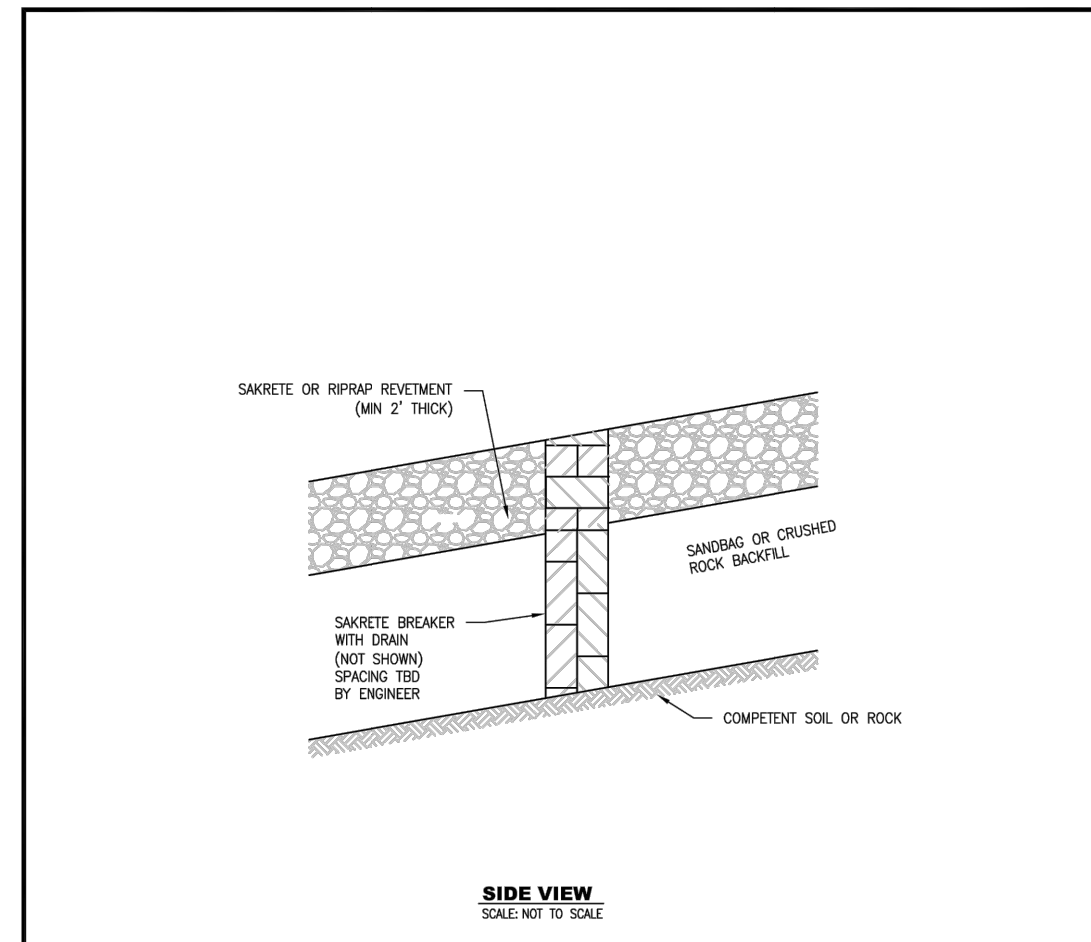 SAKRETE OR RIPRAP REVETMENT
(MIN 2' THICK)
SANDBAG OR CRUSHED
ROCK BACKFILL
SAKRETE BREAKER
WITH DRAIN
(NOT SHOWN)
SPACING TBD
BY ENGINEER
COMPETENT SOIL OR ROCK
SIDE VIEW
SCALE: NOT TO SCALE